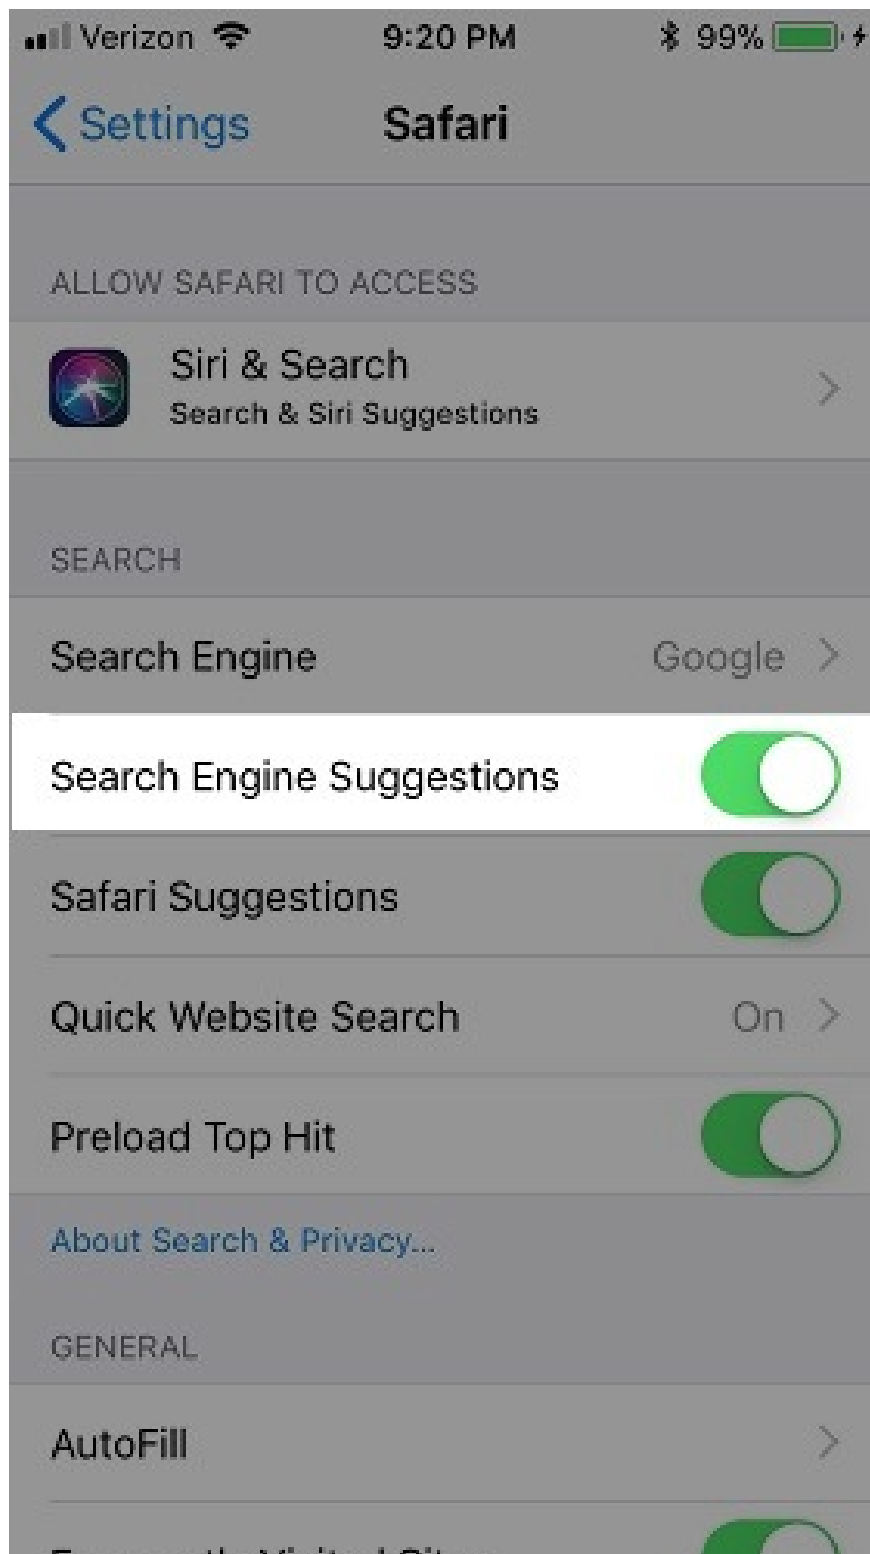 Verizon 9:20 PM 99%
Settings Safari
ALLOW SAFARI TO ACCESS
Siri & Search
Search & Siri Suggestions
SEARCH
Search Engine Google
Search Engine Suggestions
Safari Suggestions
Quick Website Search On
Preload Top Hit
About Search & Privacy...
GENERAL
AutoFill